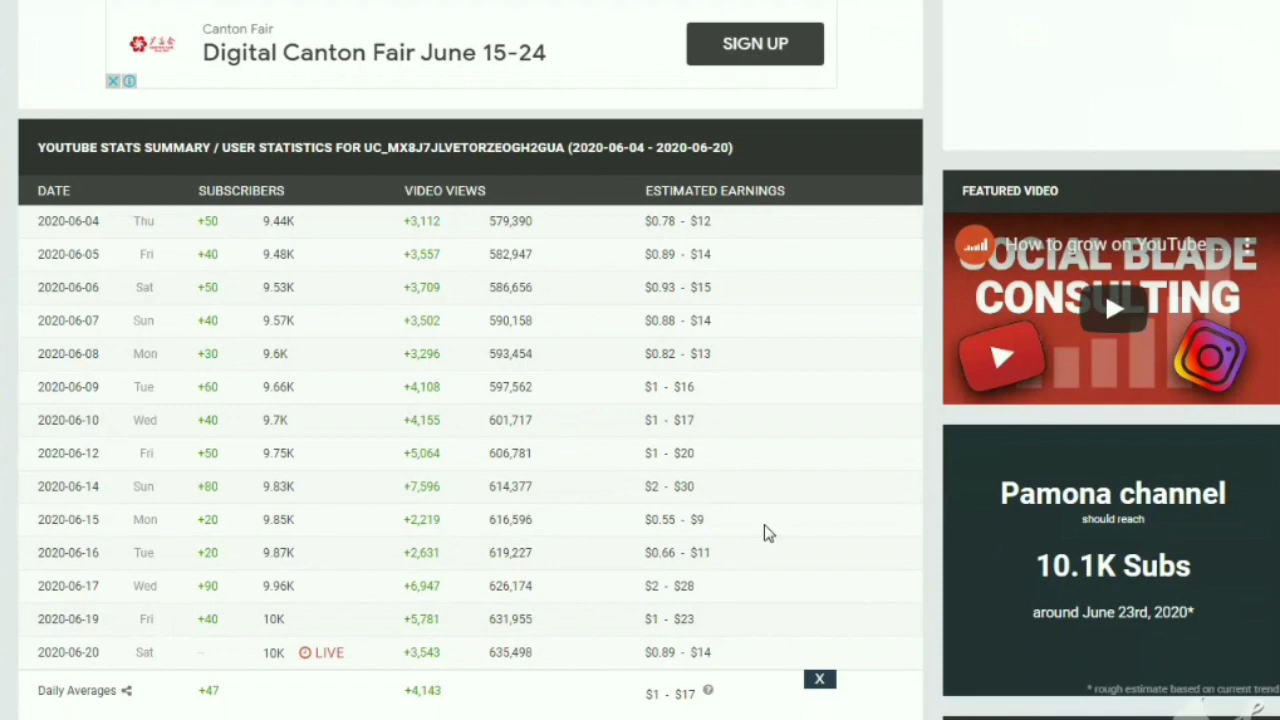 Canton Fair
Digital Canton Fair June 15-24
SIGN UP
YOUTUBE STATS SUMMARY / USER STATISTICS FOR UC_MX8J7JLVETORZEOGH2GUA (2020-06-04 - 2020-06-20)
DATE SUBSCRIBERS VIDEO VIEWS ESTIMATED EARNINGS
2020-06-04 Thu +50 9.44K +3,112 579,390 $0.78 - $12
2020-06-05 Fri +40 9.48K +3,557 582,947 $0.89 - $14
2020-06-06 Sat +50 9.53K +3,709 586,656 $0.93 - $15
2020-06-07 Sun +40 9.57K +3,502 590,158 $0.88 - $14
2020-06-08 Mon +30 9.6K +3,296 593,454 $0.82 - $13
2020-06-09 Tue +60 9.66K +4,108 597,562 $1 - $16
2020-06-10 Wed +40 9.7K +4,155 601,717 $1 - $17
2020-06-12 Fri +50 9.75K +5,064 606,781 $1 - $20
2020-06-14 Sun +80 9.83K +7,596 614,377 $2 - $30
2020-06-15 Mon +20 9.85K +2,219 616,596 $0.55 - $9
2020-06-16 Tue +20 9.87K +2,631 619,227 $0.66 - $11
2020-06-17 Wed +90 9.96K +6,947 626,174 $2 - $28
2020-06-19 Fri +40 10K +5,781 631,955 $1 - $23
2020-06-20 Sat -- 10K LIVE +3,543 635,498 $0.89 - $14
Daily Averages +47 +4,143 $1 - $17
X
FEATURED VIDEO
How to grow on YouTube ...
SOCIAL BLADE
CONSULTING
Pamona channel
should reach
10.1K Subs
around June 23rd, 2020*
* rough estimate based on current trend